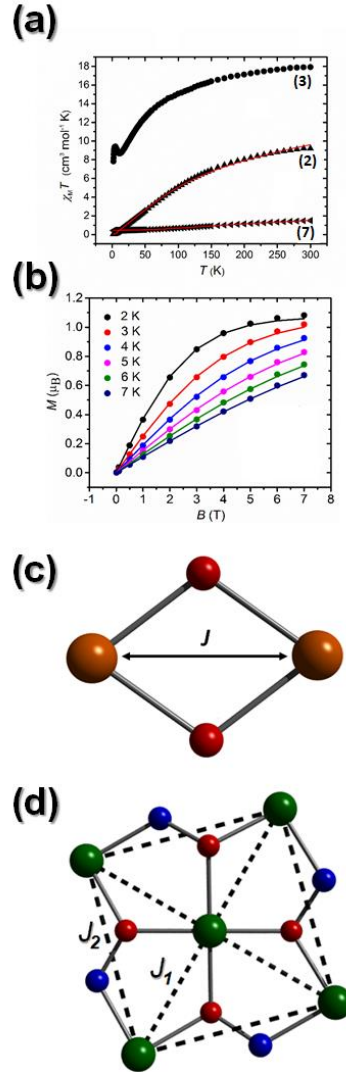 (a)
χMT (cm³ mol⁻¹ K)
18
16
14
12
10
8
6
4
2
0
(3)
(2)
(7)
0 50 100 150 200 250 300
T (K)
(b)
M (μB)
1.2
1.0
0.8
0.6
0.4
0.2
0.0
2 K
3 K
4 K
5 K
6 K
7 K
-1 0 1 2 3 4 5 6 7 8
B (T)
(c)
J
(d)
J2
J1